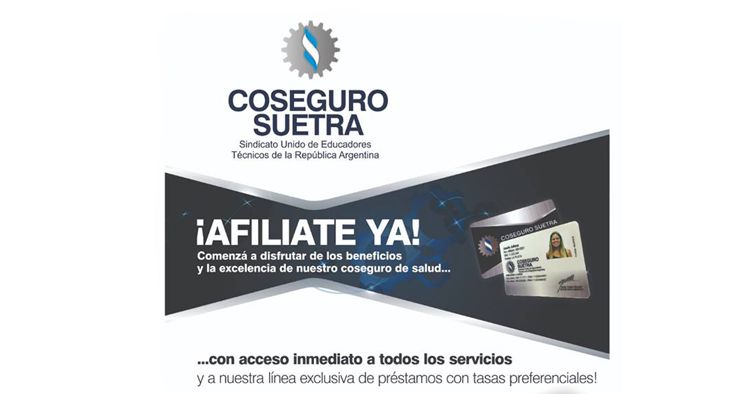 COSEGURO
SUETRA
Sindicato Unido de Educadores
Técnicos de la República Argentina
¡AFILIATE YA!
Comenzá a disfrutar de los beneficios
y la excelencia de nuestro coseguro de salud...
COSEGURO SUETRA
COSEGURO
SUETRA
...con acceso inmediato a todos los servicios
y a nuestra línea exclusiva de préstamos con tasas preferenciales!